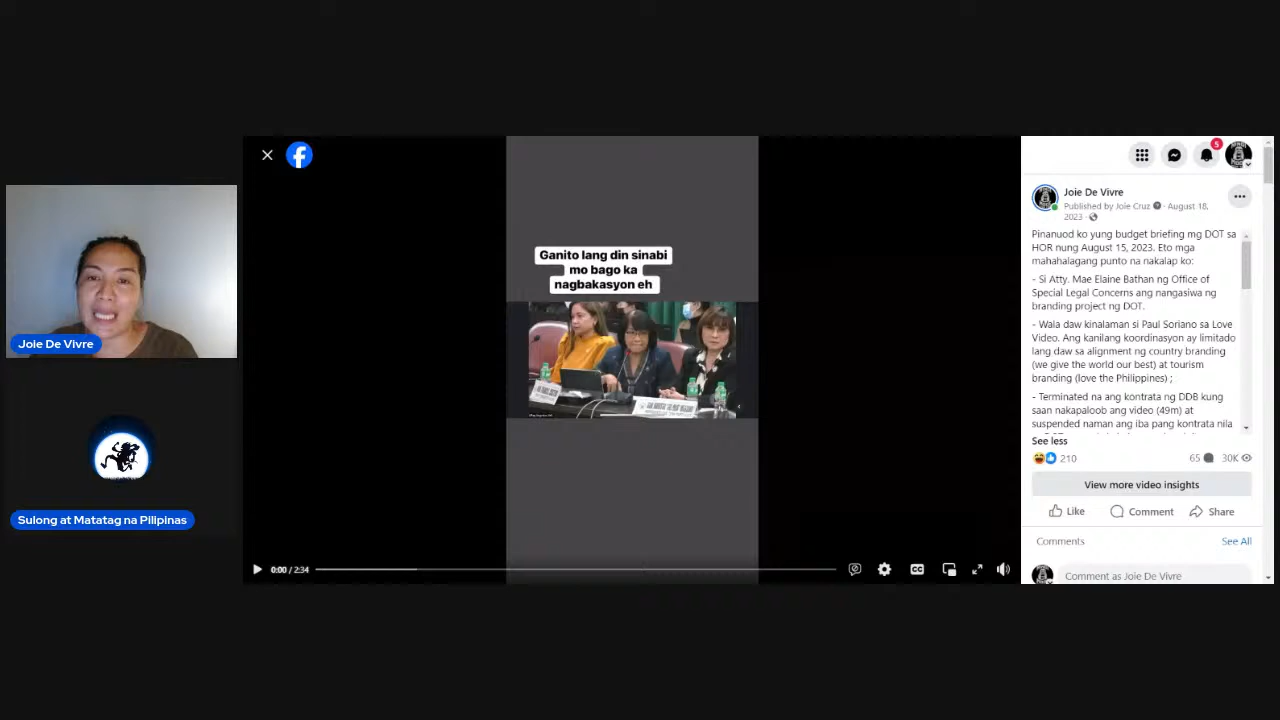 Joie De Vivre
Sulong at Matatag na Pilipinas
Ganito lang din sinabi
mo bago ka
nagbakasyon eh
0:00 / 2:34
5
Joie De Vivre
Published by Joie Cruz · August 18,
2023 ·
Pinanuod ko yung budget briefing mg DOT sa
HOR nung August 15, 2023. Eto mga
mahahalagang punto na nakalap ko:
- Si Atty. Mae Elaine Bathan ng Office of
Special Legal Concerns ang nangasiwa ng
branding project ng DOT.
- Wala daw kinalaman si Paul Soriano sa Love
Video. Ang kanilang koordinasyon ay limitado
lang daw sa alignment ng country branding
(we give the world our best) at tourism
branding (love the Philippines) ;
- Terminated na ang kontrata ng DDB kung
saan nakapaloob ang video (49m) at
suspended naman ang iba pang kontrata nila
See less
210
65
30K
View more video insights
Like
Comment
Share
Comments
See All
Comment as Joie De Vivre